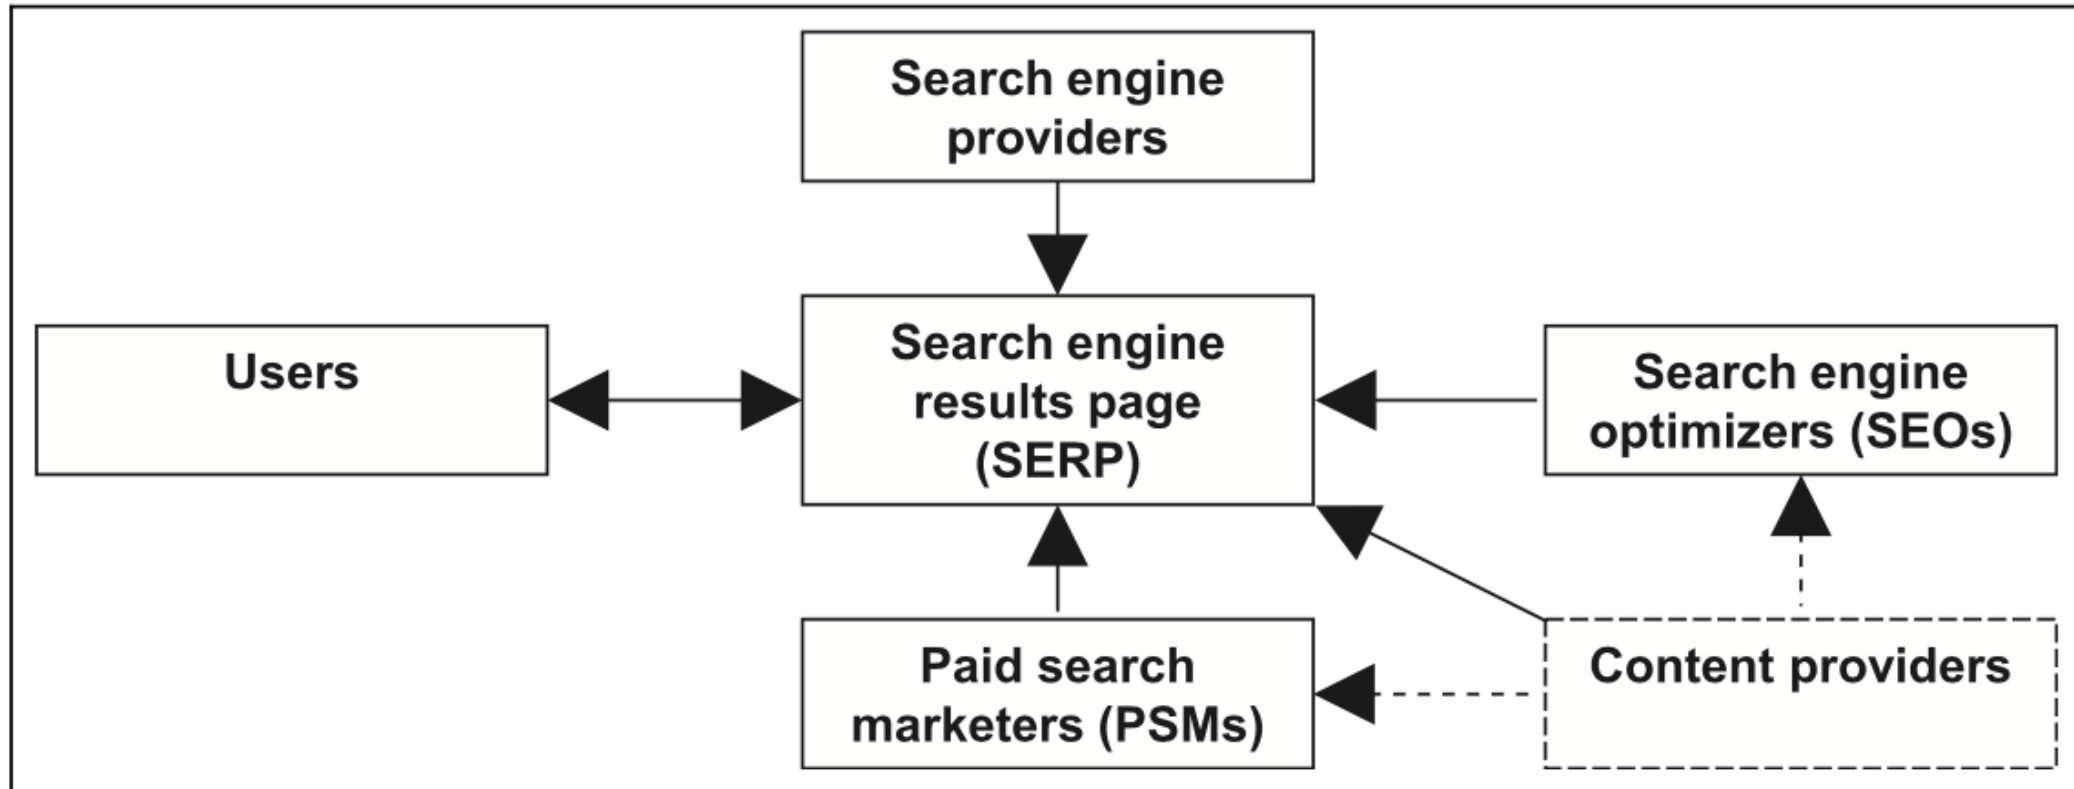 Search engine
providers
Users
Search engine
results page
(SERP)
Search engine
optimizers (SEOs)
Paid search
marketers (PSMs)
Content providers